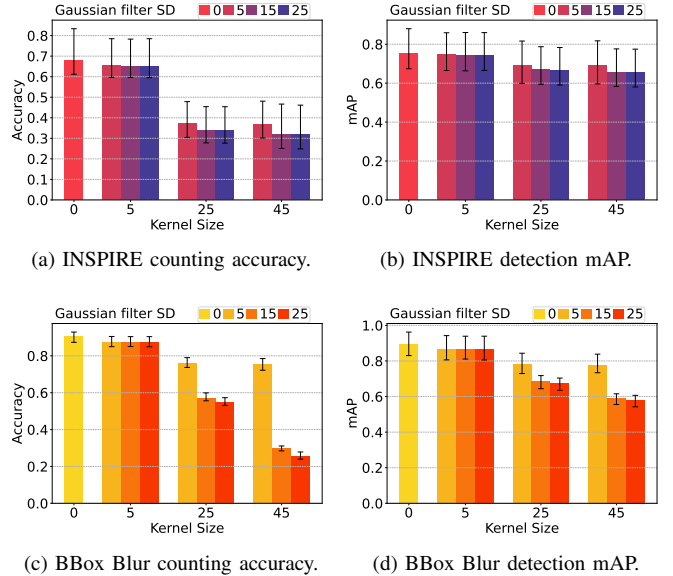 Gaussian filter SD 0 5 15 25
Accuracy
0.8
0.7
0.6
0.5
0.4
0.3
0.2
0.1
0.0
0 5 25 45
Kernel Size
(a) INSPIRE counting accuracy.
Gaussian filter SD 0 5 15 25
mAP
0.8
0.6
0.4
0.2
0.0
0 5 25 45
Kernel Size
(b) INSPIRE detection mAP.
Gaussian filter SD 0 5 15 25
Accuracy
0.8
0.6
0.4
0.2
0.0
0 5 25 45
Kernel Size
(c) BBox Blur counting accuracy.
Gaussian filter SD 0 5 15 25
mAP
1.0
0.8
0.6
0.4
0.2
0.0
0 5 25 45
Kernel Size
(d) BBox Blur detection mAP.